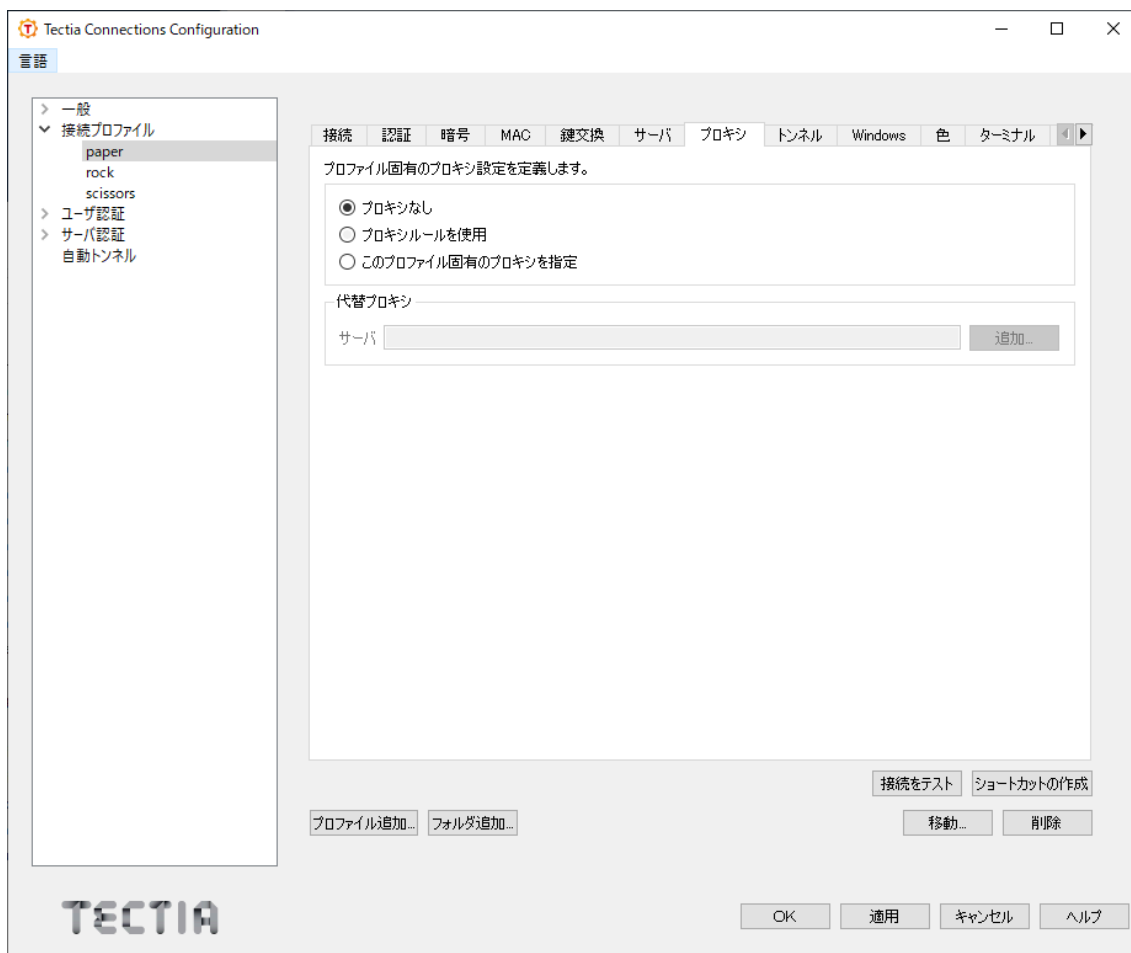 Tectia Connections Configuration
言語
一般
接続プロファイル
paper
rock
scissors
ユーザ認証
サーバ認証
自動トンネル
接続 認証 暗号 MAC 鍵交換 サーバ プロキシ トンネル Windows 色 ターミナル
プロファイル固有のプロキシ設定を定義します。
プロキシなし
プロキシルールを使用
このプロファイル固有のプロキシを指定
代替プロキシ
サーバ 追加...
接続をテスト ショートカットの作成
プロファイル追加... フォルダ追加... 移動... 削除
TECTIA
OK 適用 キャンセル ヘルプ